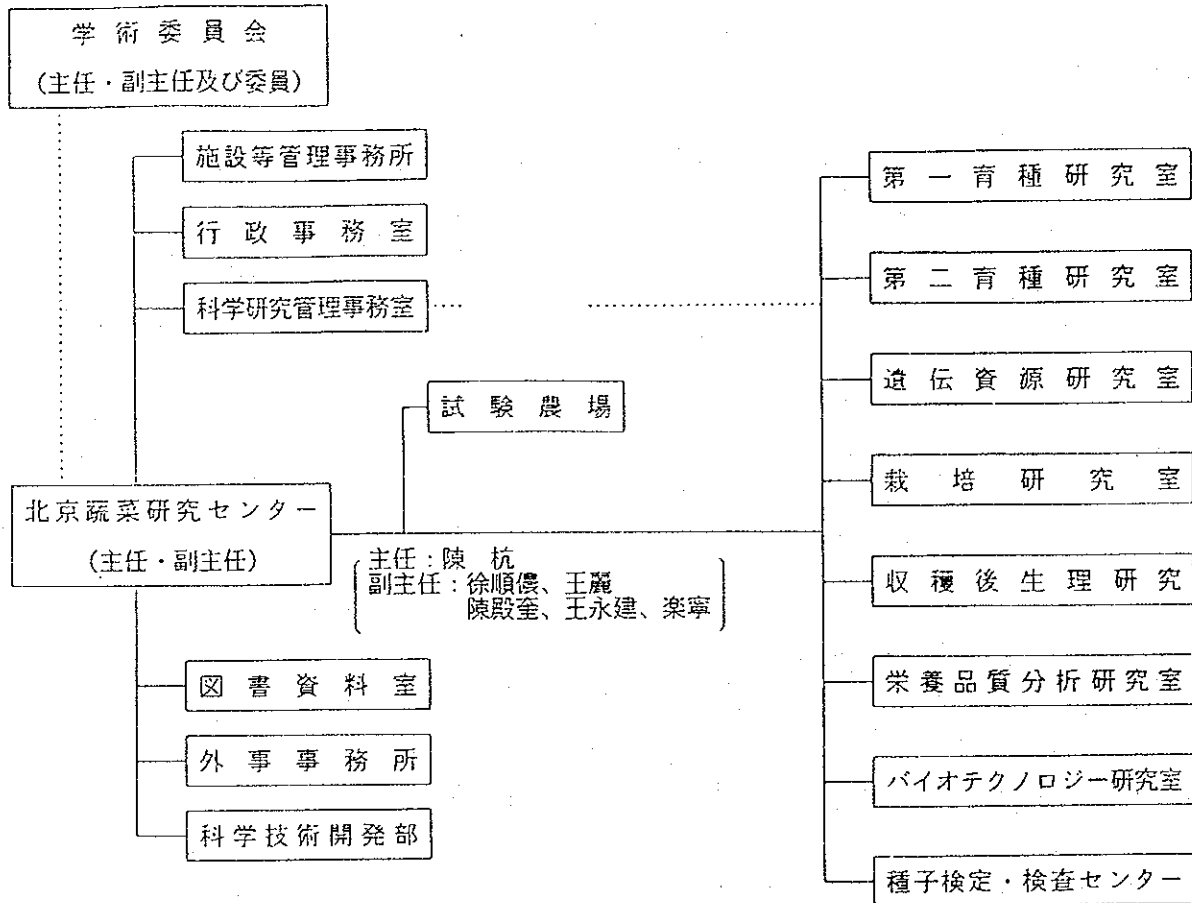 学術委員会
(主任・副主任及び委員)
施設等管理事務所
行政事務室
科学研究管理事務室
試験農場
北京蔬菜研究センター
(主任・副主任)
主任：陳 杭
副主任：徐順儂、王麗
陳殿奎、王永建、楽寧
図書資料室
外事事務所
科学技術開発部
第一育種研究室
第二育種研究室
遺伝資源研究室
栽培研究室
収穫後生理研究
栄養品質分析研究室
バイオテクノロジー研究室
種子検定・検査センター